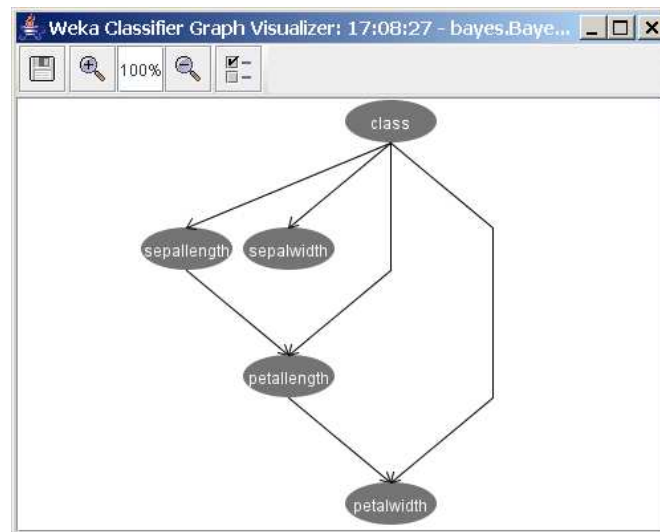 Weka Classifier Graph Visualizer: 17:08:27 - bayes.Baye...
100%
class
sepallength sepalwidth
petallength
petalwidth